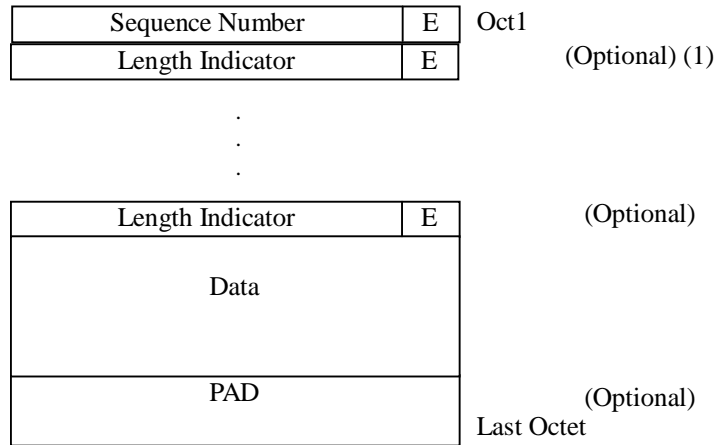 Sequence Number E Oct1
Length Indicator E (Optional) (1)
.
.
.
Length Indicator E (Optional)
Data
PAD (Optional)
Last Octet